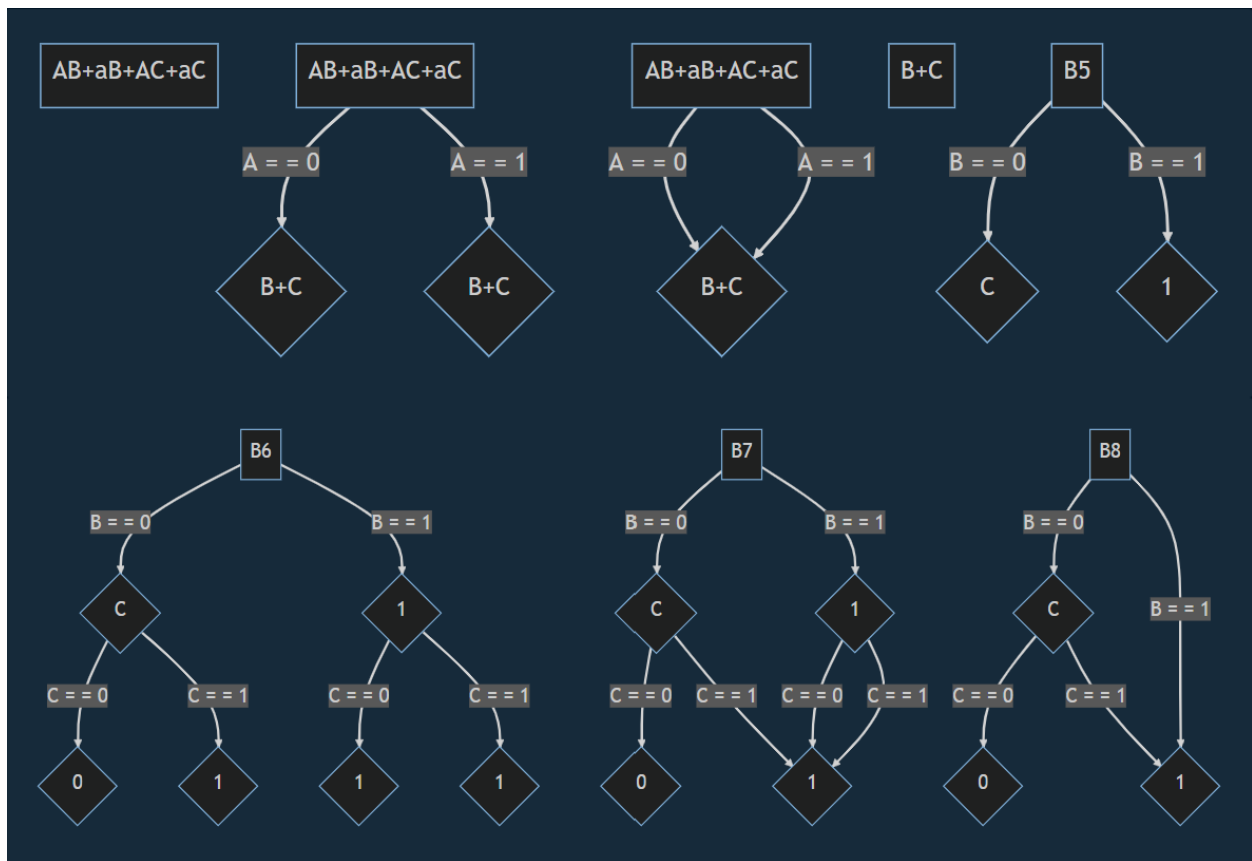 AB+aB+AC+aC
AB+aB+AC+aC
AB+aB+AC+aC
B+C
B5
A == 0
A == 1
A == 0
A == 1
B == 0
B == 1
B+C
B+C
B+C
C
1
B6
B7
B8
B == 0
B == 1
B == 0
B == 1
B == 0
C
1
C
1
C
B == 1
C == 0
C == 1
C == 0
C == 1
C == 0
C == 1
C == 0
C == 1
C == 0
C == 1
0
1
1
1
0
1
0
1